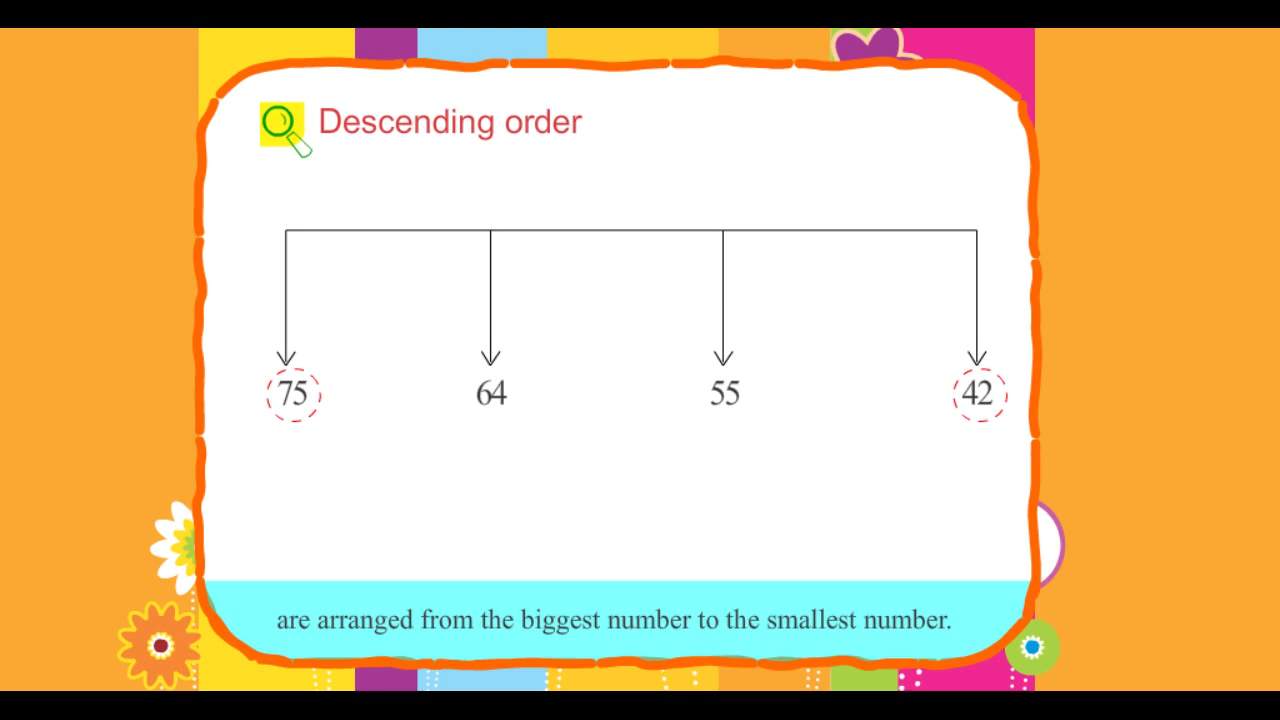 Descending order
75 64 55 42
are arranged from the biggest number to the smallest number.